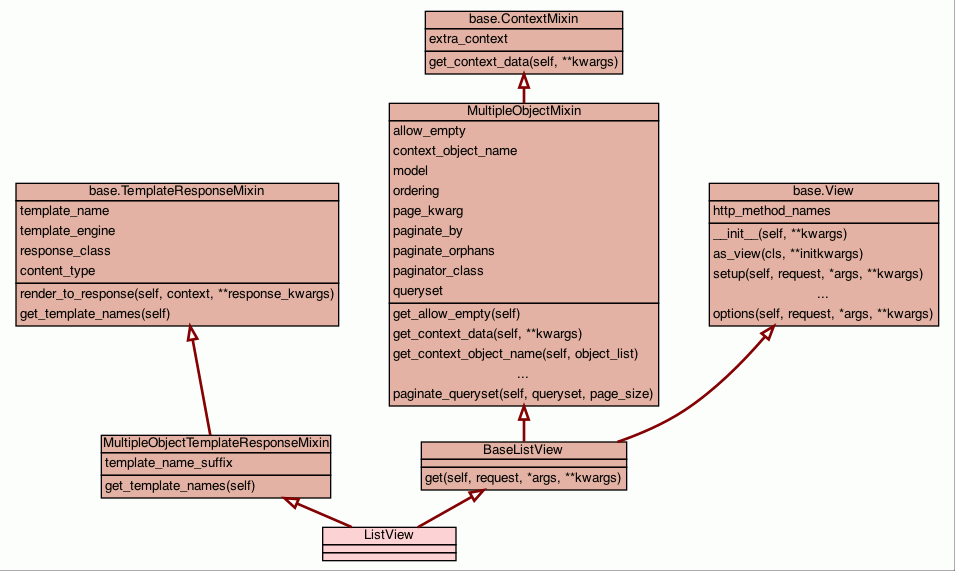 base.ContextMixin
extra_context
get_context_data(self, **kwargs)
MultipleObjectMixin
allow_empty
context_object_name
model
ordering
page_kwarg
paginate_by
paginate_orphans
paginator_class
queryset
get_allow_empty(self)
get_context_data(self, **kwargs)
get_context_object_name(self, object_list)
...
paginate_queryset(self, queryset, page_size)
base.TemplateResponseMixin
template_name
template_engine
response_class
content_type
render_to_response(self, context, **response_kwargs)
get_template_names(self)
base.View
http_method_names
__init__(self, **kwargs)
as_view(cls, **initkwargs)
setup(self, request, *args, **kwargs)
...
options(self, request, *args, **kwargs)
MultipleObjectTemplateResponseMixin
template_name_suffix
get_template_names(self)
BaseListView
get(self, request, *args, **kwargs)
ListView